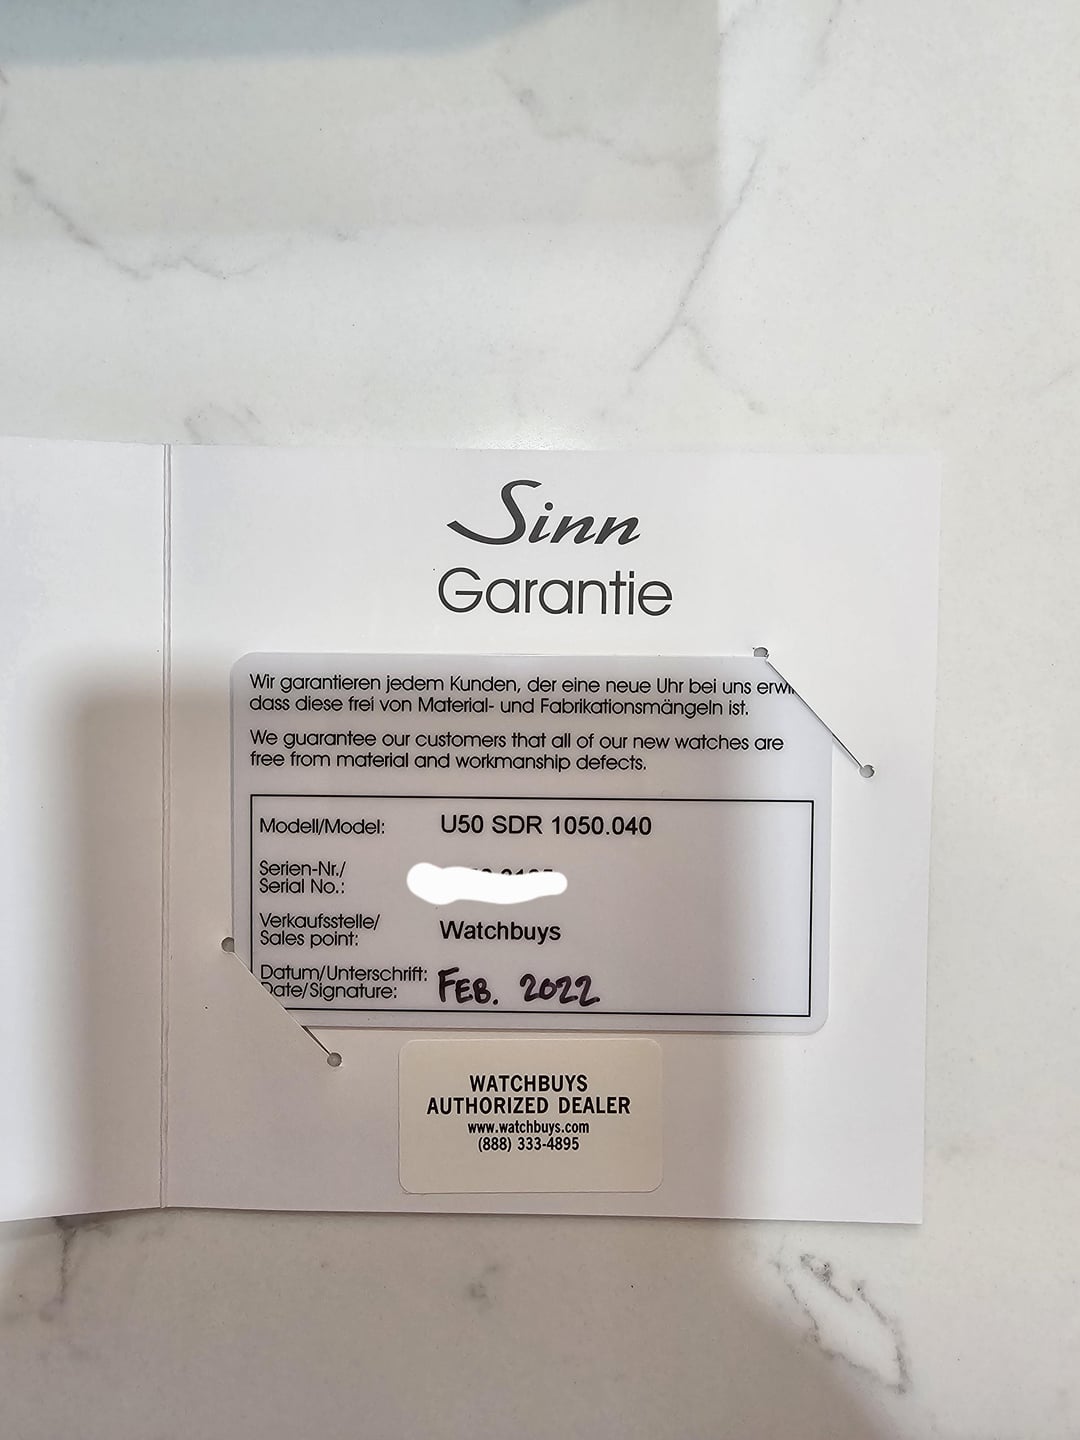 Sinn
Garantie
Wir garantieren jedem Kunden, der eine neue Uhr bei uns
dass diese frei von Material- und Fabrikationsmängeln ist.
We guarantee our customers that all of our new watches are
free from material and workmanship defects.
Modell/Model: U50 SDR 1050.040
Serien-Nr./
Serial No.:
Verkaufsstelle/
Sales point: Watchbuys
Datum/Unterschrift:
Date/Signature: FEB. 2022
WATCHBUYS
AUTHORIZED DEALER
www.watchbuys.com
(888) 333-4895